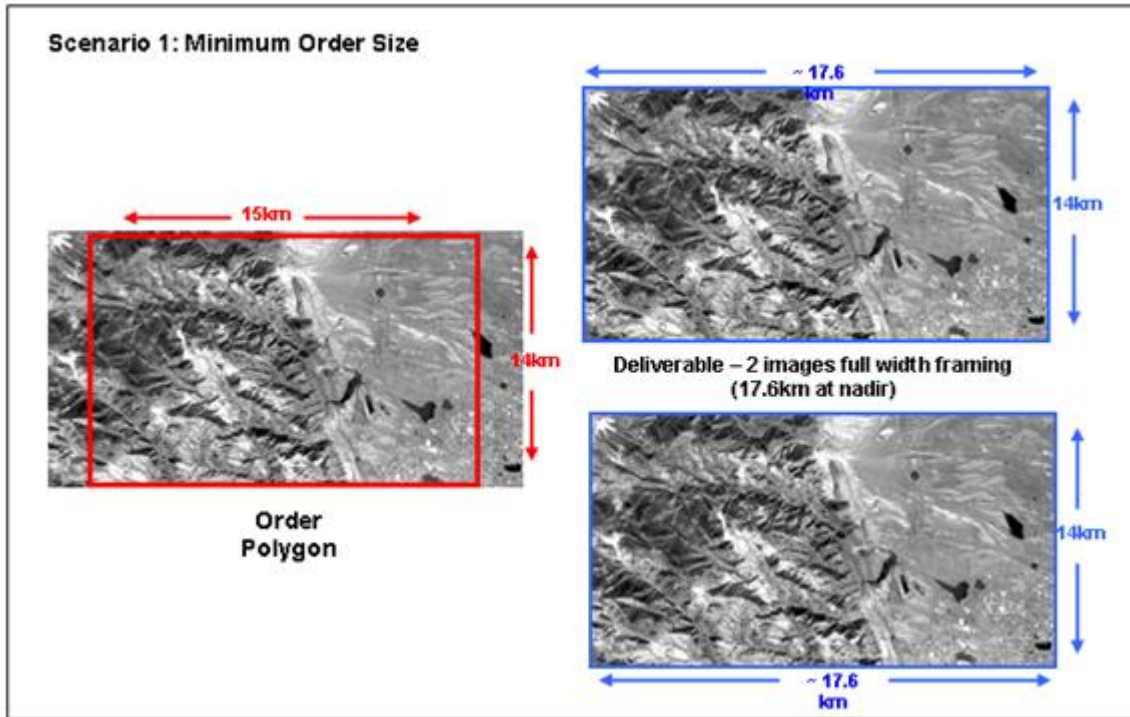 Scenario 1: Minimum Order Size
15km
14km
Order
Polygon
~ 17.6
km
14km
Deliverable – 2 images full width framing
(17.6km at nadir)
14km
~ 17.6
km